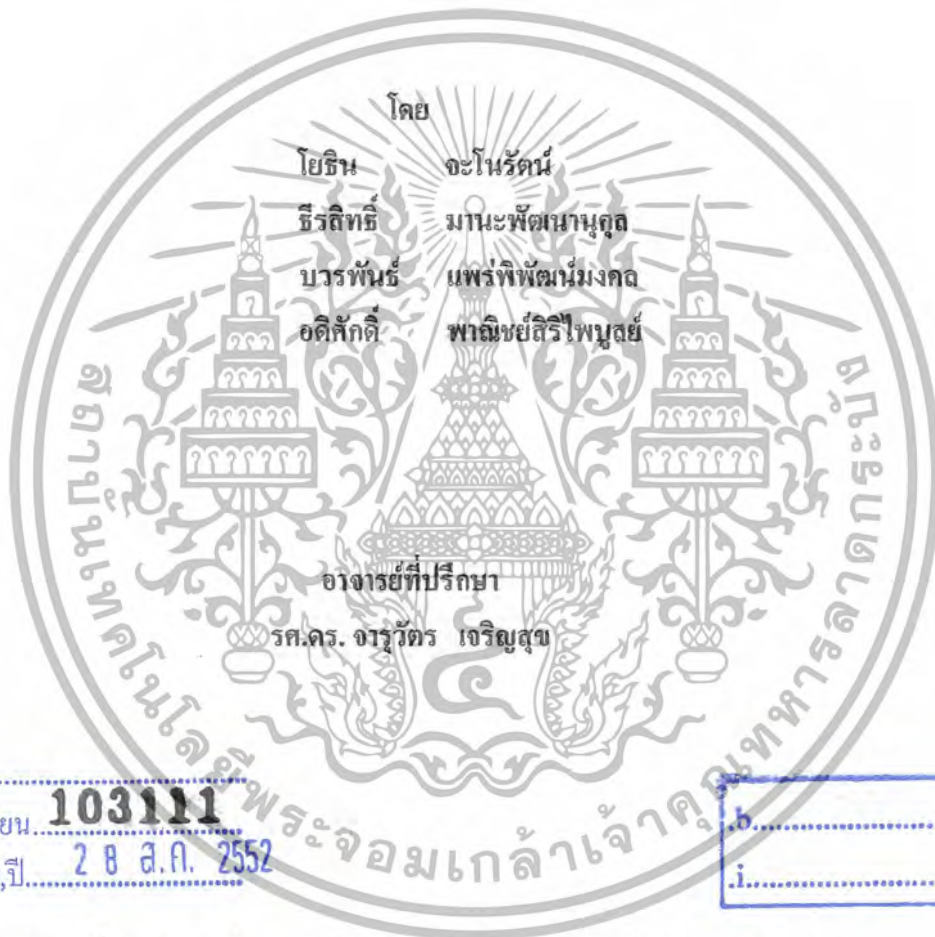 โดย
โยธิน จะโนรัตน์
ธีรสิทธิ์ มานะพัฒนานุกุล
บวรพันธ์ แพร่พิพัฒน์มงคล
อดิศักดิ์ พาณิชย์สิริไพบูลย์
อาจารย์ที่ปรึกษา
รศ.ดร. จารุวัตร เจริญสุข
สถาบันเทคโนโลยีพระจอมเกล้าเจ้าคุณทหารลาดกระบัง
๔
ยน..103111
,ปี.. 28 ส.ค. 2552
.b.
.i.